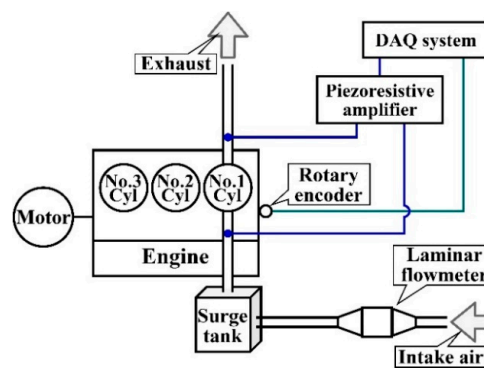 Exhaust
DAQ system
Piezoresistive
amplifier
No.3
Cyl
No.2
Cyl
No.1
Cyl
Rotary
encoder
Motor
Engine
Laminar
flowmeter
Surge
tank
Intake air